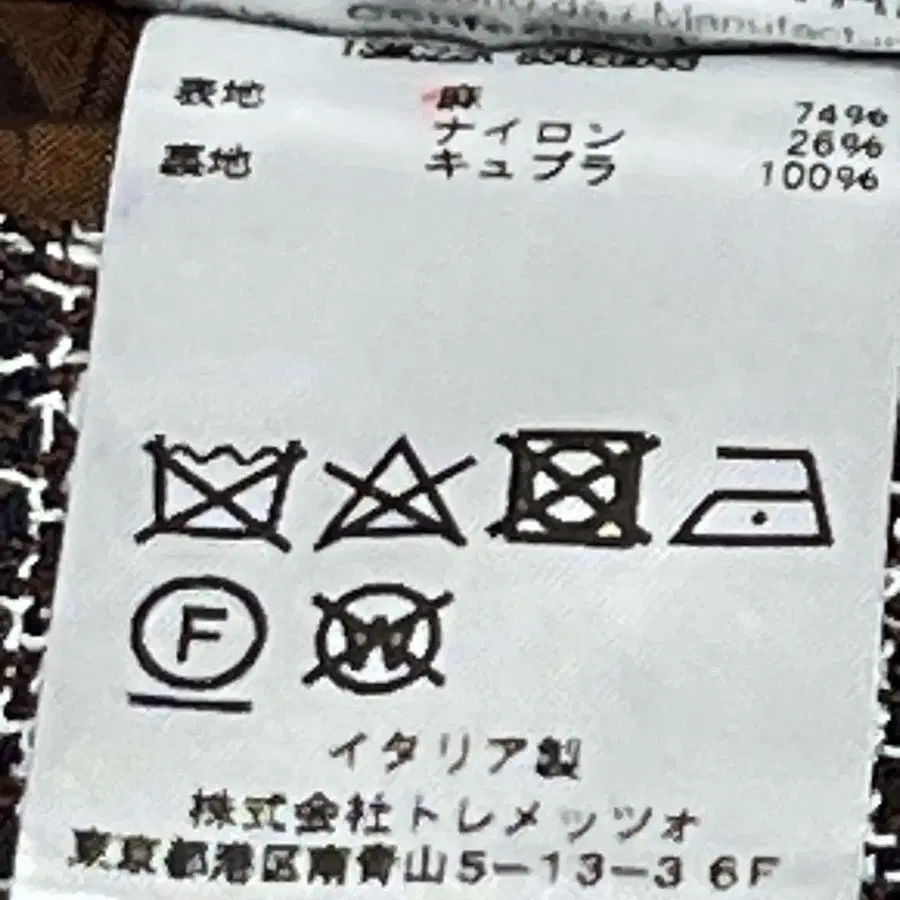 Manufact
表地 麻 74%
ナイロン 26%
裏地 キュプラ 100%
F
W
イタリア製
株式会社トレメッツォ
東京都港区南青山5-13-3 6F